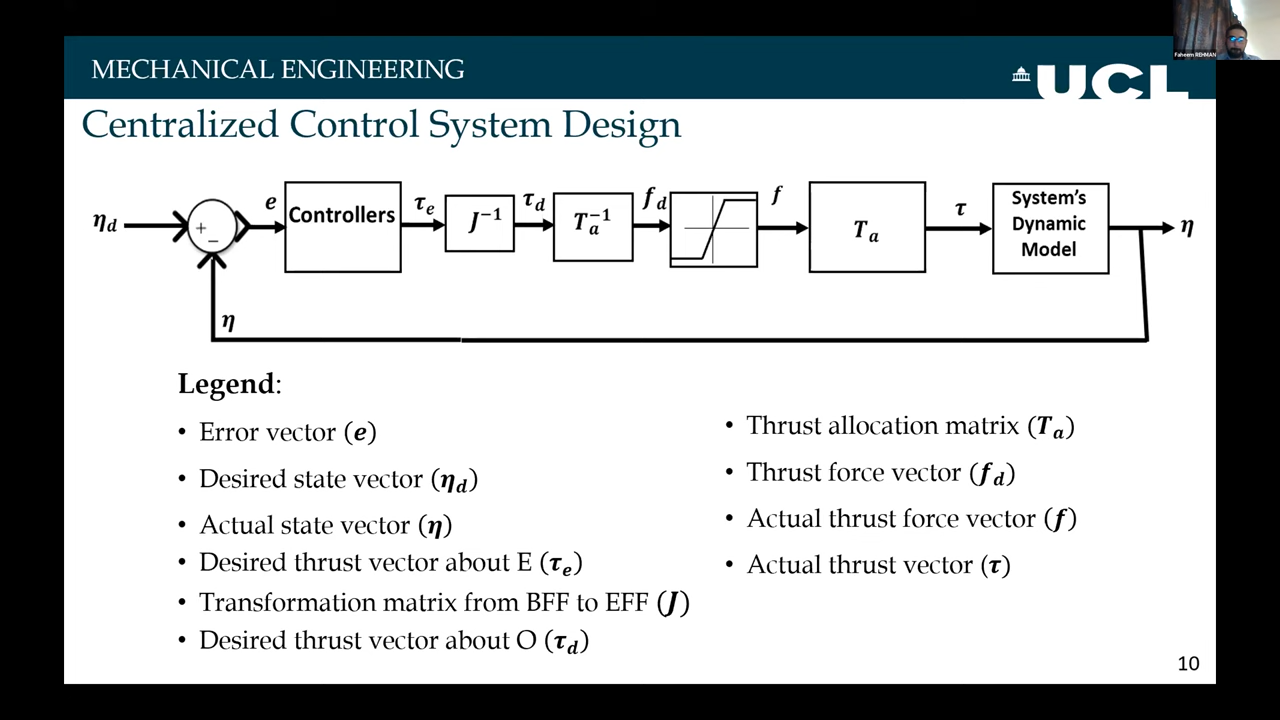 Faheem REHMAN
MECHANICAL ENGINEERING
UCL
Centralized Control System Design
η_d
+
−
e
Controllers
τ_e
J⁻¹
τ_d
T_a⁻¹
f_d
f
T_a
τ
System's
Dynamic
Model
η
η
Legend:
• Error vector (e)
• Desired state vector (η_d)
• Actual state vector (η)
• Desired thrust vector about E (τ_e)
• Transformation matrix from BFF to EFF (J)
• Desired thrust vector about O (τ_d)
• Thrust allocation matrix (T_a)
• Thrust force vector (f_d)
• Actual thrust force vector (f)
• Actual thrust vector (τ)
10